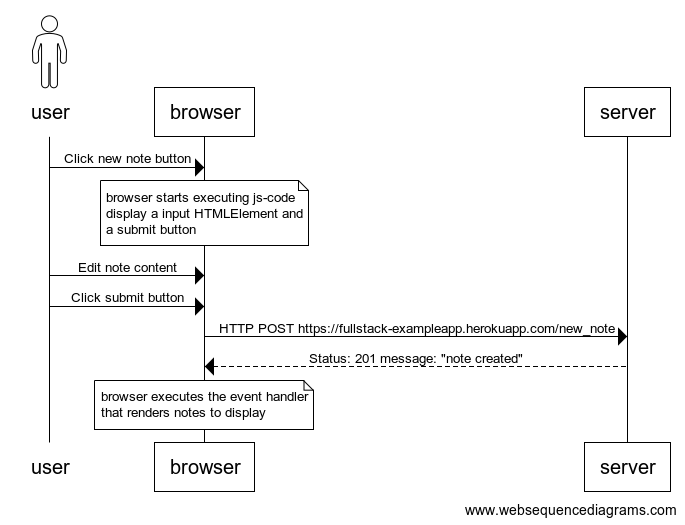 user
browser
server
Click new note button
browser starts executing js-code
display a input HTMLElement and
a submit button
Edit note content
Click submit button
HTTP POST https://fullstack-exampleapp.herokuapp.com/new_note
Status: 201 message: "note created"
browser executes the event handler
that renders notes to display
user
browser
server
www.websequencediagrams.com